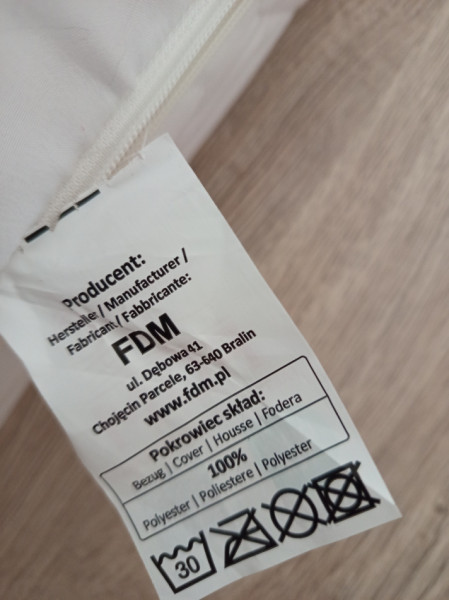 Producent:
Hersteller / Manufacturer /
Fabricant / Fabbricante:
FDM
ul. Dębowa 41
Chojęcin Parcele, 63-640 Bralin
www.fdm.pl
Pokrowiec skład:
Bezug | Cover | Housse | Fodera
100%
Polyester | Poliestere | Polyester
30